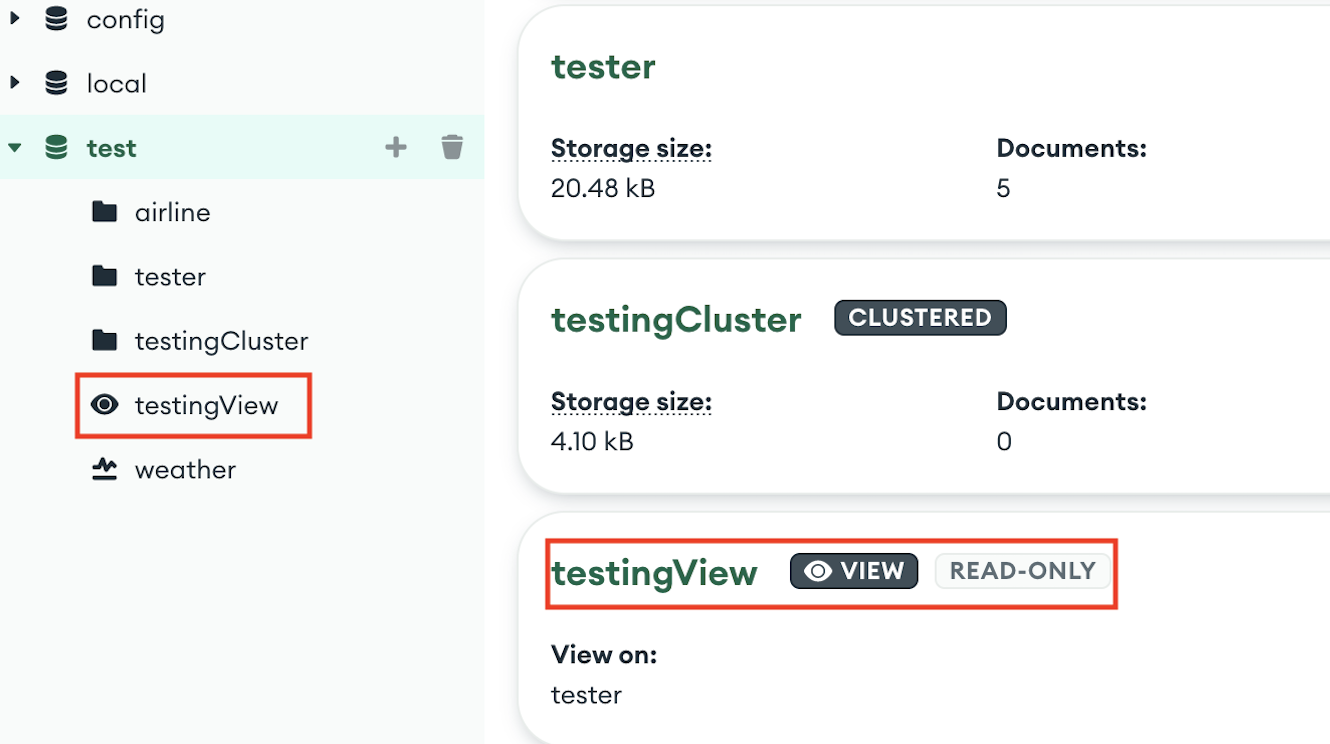 config
local
test
airline
tester
testingCluster
testingView
weather
tester
Storage size: Documents:
20.48 kB 5
testingCluster CLUSTERED
Storage size: Documents:
4.10 kB 0
testingView VIEW READ-ONLY
View on:
tester